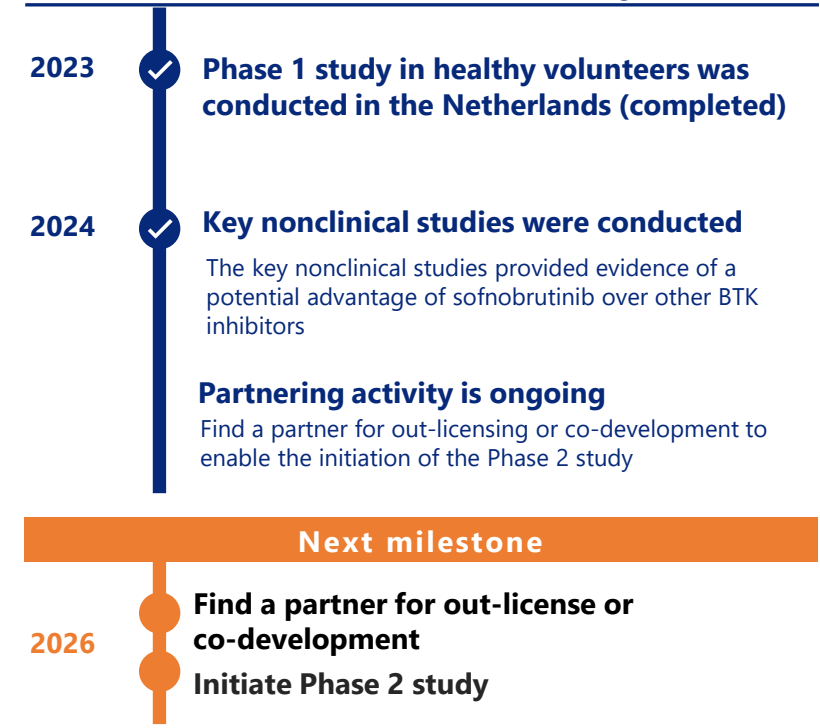 2023
Phase 1 study in healthy volunteers was
conducted in the Netherlands (completed)
2024
Key nonclinical studies were conducted
The key nonclinical studies provided evidence of a
potential advantage of sofnobrutinib over other BTK
inhibitors
Partnering activity is ongoing
Find a partner for out-licensing or co-development to
enable the initiation of the Phase 2 study
Next milestone
2026
Find a partner for out-license or
co-development
Initiate Phase 2 study